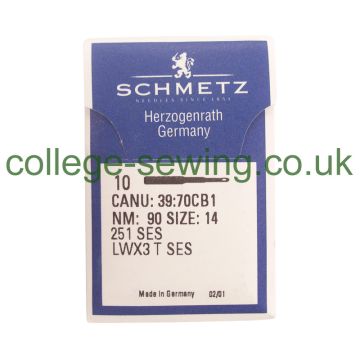 SCHMETZ
NEEDLES SINCE 1851
Herzogenrath
Germany
college-sewing.co.uk
10
CANU: 39:70CB1
NM: 90 SIZE: 14
251 SES
LWX3 T SES
Made in Germany 02/01